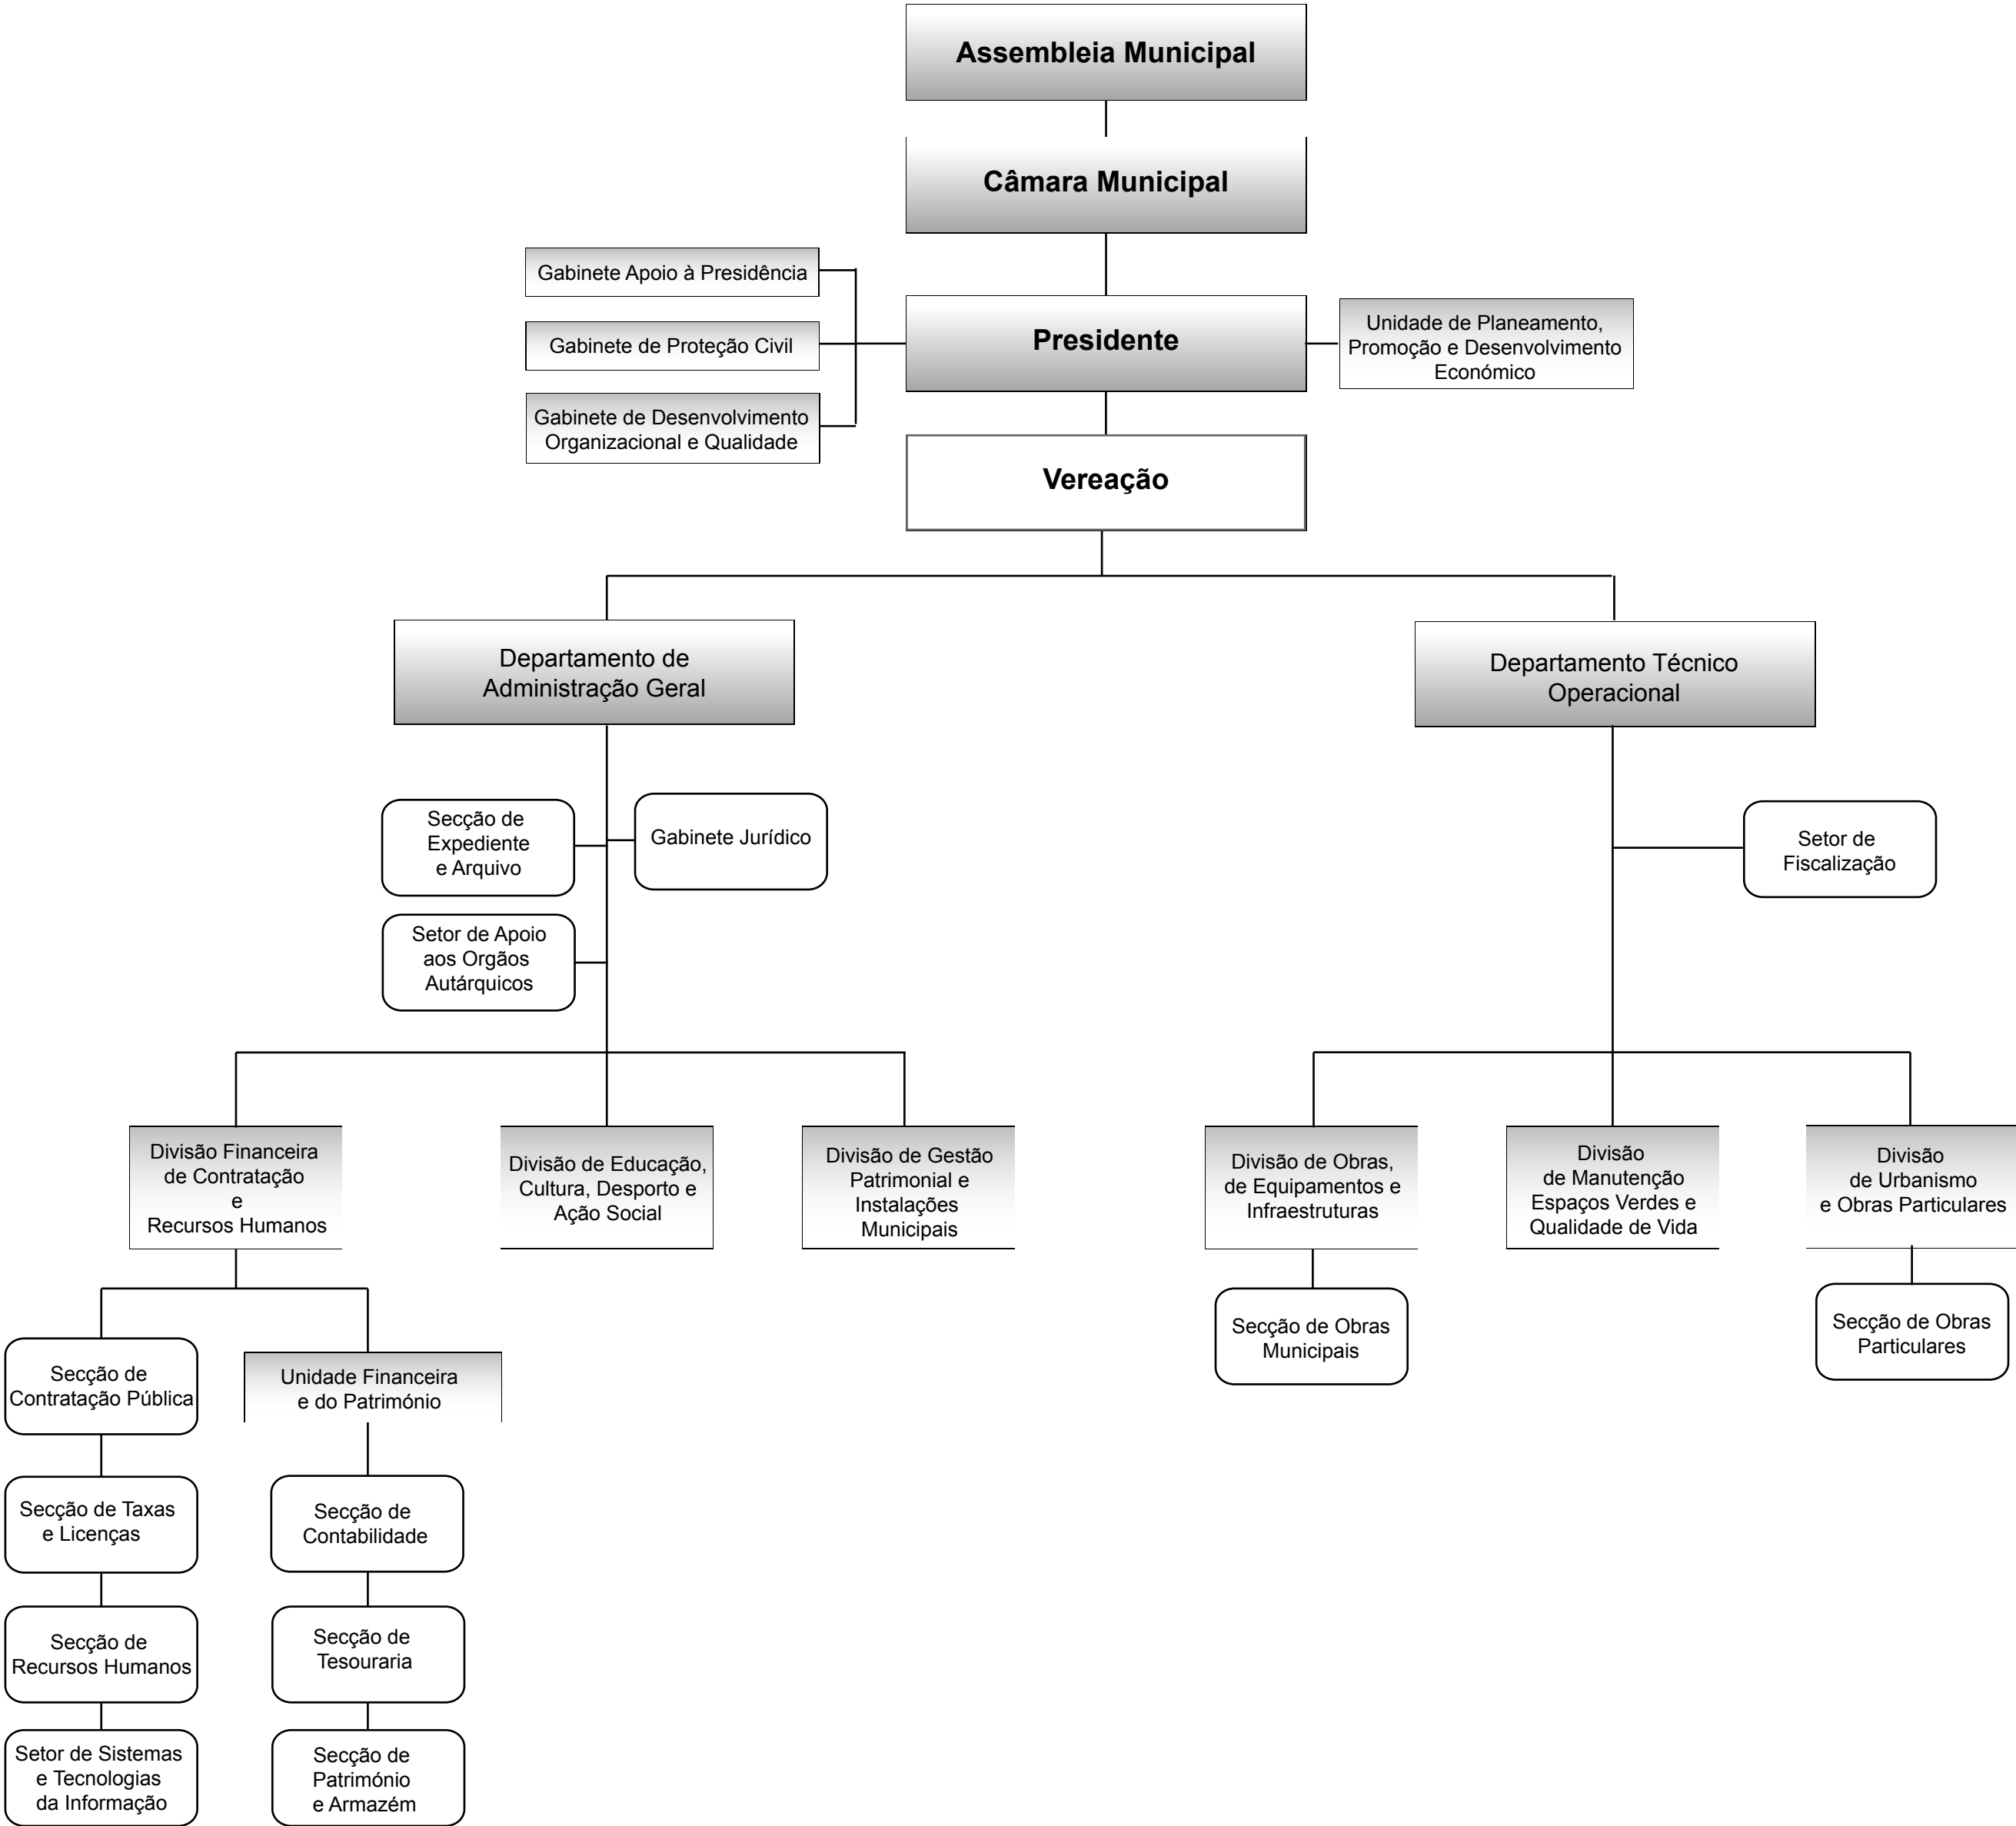 Assembleia Municipal
Câmara Municipal
Gabinete Apoio à Presidência
Gabinete de Proteção Civil
Gabinete de Desenvolvimento
Organizacional e Qualidade
Presidente
Unidade de Planeamento,
Promoção e Desenvolvimento
Económico
Vereação
Departamento de
Administração Geral
Departamento Técnico
Operacional
Secção de
Expediente
e Arquivo
Gabinete Jurídico
Setor de
Fiscalização
Setor de Apoio
aos Orgãos
Autárquicos
Divisão Financeira
de Contratação
e
Recursos Humanos
Divisão de Educação,
Cultura, Desporto e
Ação Social
Divisão de Gestão
Patrimonial e
Instalações
Municipais
Divisão de Obras,
de Equipamentos e
Infraestruturas
Divisão
de Manutenção
Espaços Verdes e
Qualidade de Vida
Divisão
de Urbanismo
e Obras Particulares
Secção de Obras
Municipais
Secção de Obras
Particulares
Secção de
Contratação Pública
Unidade Financeira
e do Património
Secção de Taxas
e Licenças
Secção de
Contabilidade
Secção de
Recursos Humanos
Secção de
Tesouraria
Setor de Sistemas
e Tecnologias
da Informação
Secção de
Património
e Armazém